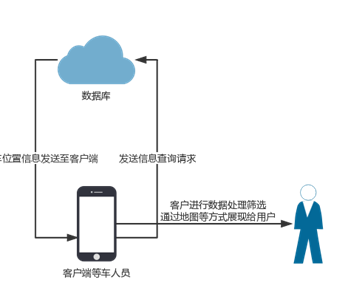 数据库
车位置信息发送至客户端
发送信息查询请求
客户进行数据处理筛选
通过地图等方式展现给用户
客户端等车人员